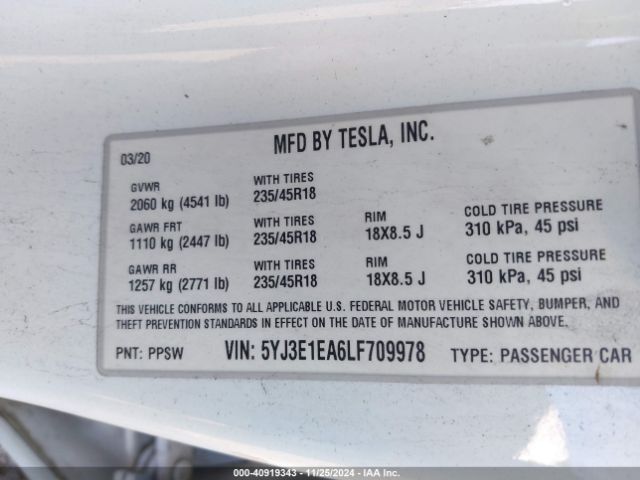 MFD BY TESLA, INC.
03/20
GVWR WITH TIRES
2060 kg (4541 lb) 235/45R18
GAWR FRT WITH TIRES RIM COLD TIRE PRESSURE
1110 kg (2447 lb) 235/45R18 18X8.5 J 310 kPa, 45 psi
GAWR RR WITH TIRES RIM COLD TIRE PRESSURE
1257 kg (2771 lb) 235/45R18 18X8.5 J 310 kPa, 45 psi
THIS VEHICLE CONFORMS TO ALL APPLICABLE U.S. FEDERAL MOTOR VEHICLE SAFETY, BUMPER, AND
THEFT PREVENTION STANDARDS IN EFFECT ON THE DATE OF MANUFACTURE SHOWN ABOVE.
PNT: PPSW VIN: 5YJ3E1EA6LF709978 TYPE: PASSENGER CAR
000-40919343 - 11/25/2024 - IAA Inc.